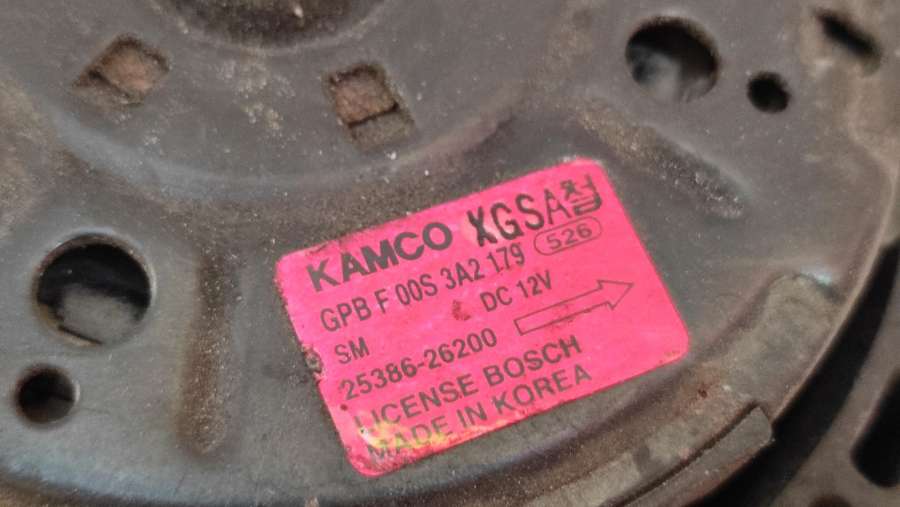 KAMCO XGSA철
GPB F 00S 3A2 179 526
SM DC 12V
25386-26200
LICENSE BOSCH
MADE IN KOREA